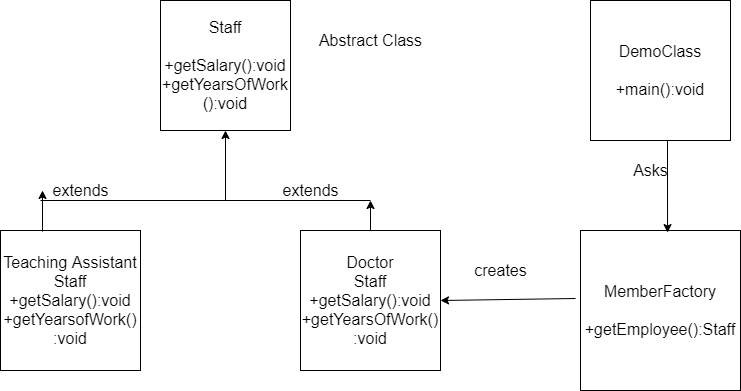 Staff
+getSalary():void
+getYearsOfWork
():void
Abstract Class
DemoClass
+main():void
Asks
extends
extends
Teaching Assistant
Staff
+getSalary():void
+getYearsofWork()
:void
Doctor
Staff
+getSalary():void
+getYearsOfWork()
:void
creates
MemberFactory
+getEmployee():Staff